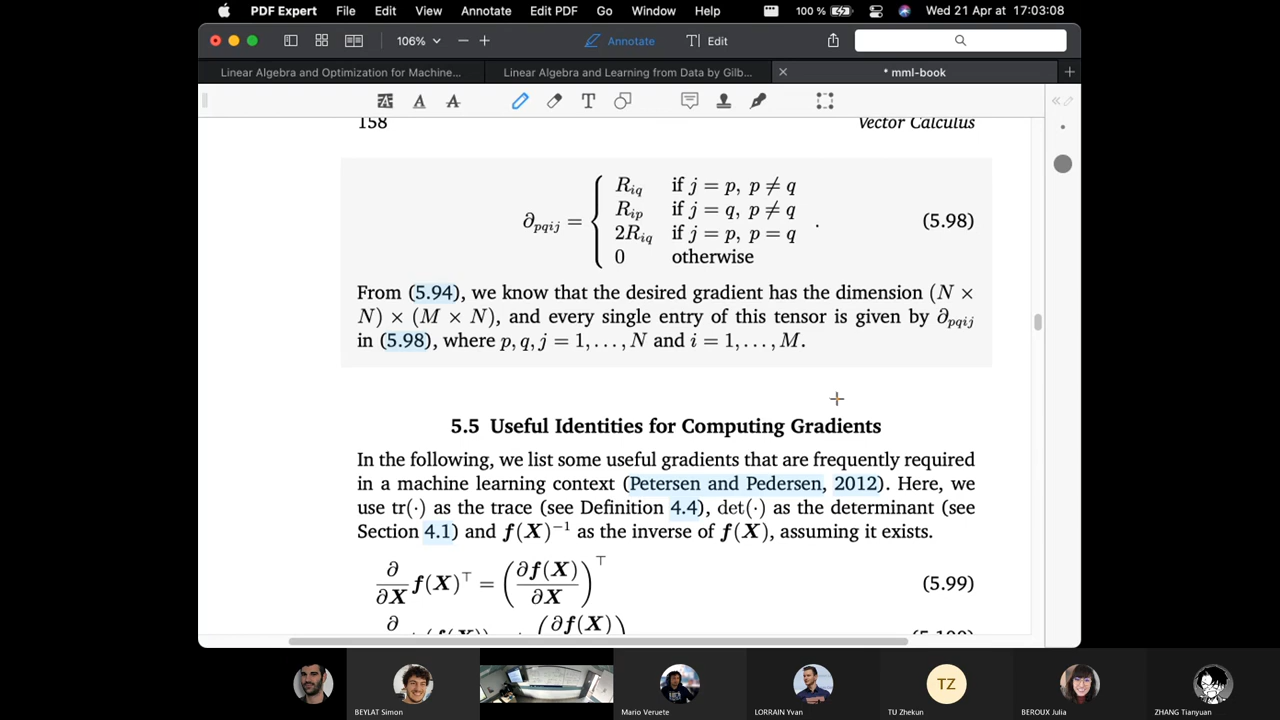 PDF Expert File Edit View Annotate Edit PDF Go Window Help 100 % Wed 21 Apr at 17:03:08
106% Annotate T Edit
Linear Algebra and Optimization for Machine... Linear Algebra and Learning from Data by Gilb... * mml-book
158 Vector Calculus
R_{iq} if j = p, p ≠ q
R_{ip} if j = q, p ≠ q
∂_{pqij} = { . (5.98)
2R_{iq} if j = p, p = q
0 otherwise
From (5.94), we know that the desired gradient has the dimension (N ×
N) × (M × N), and every single entry of this tensor is given by ∂_{pqij}
in (5.98), where p, q, j = 1, . . . , N and i = 1, . . . , M.
5.5 Useful Identities for Computing Gradients
In the following, we list some useful gradients that are frequently required
in a machine learning context (Petersen and Pedersen, 2012). Here, we
use tr(·) as the trace (see Definition 4.4), det(·) as the determinant (see
Section 4.1) and f(X)⁻¹ as the inverse of f(X), assuming it exists.
∂/∂X f(X)^⊤ = (∂f(X)/∂X)^⊤ (5.99)
BEYLAT Simon Mario Veruete LORRAIN Yvan TZ TU Zhekun BEROUX Julia ZHANG Tianyuan